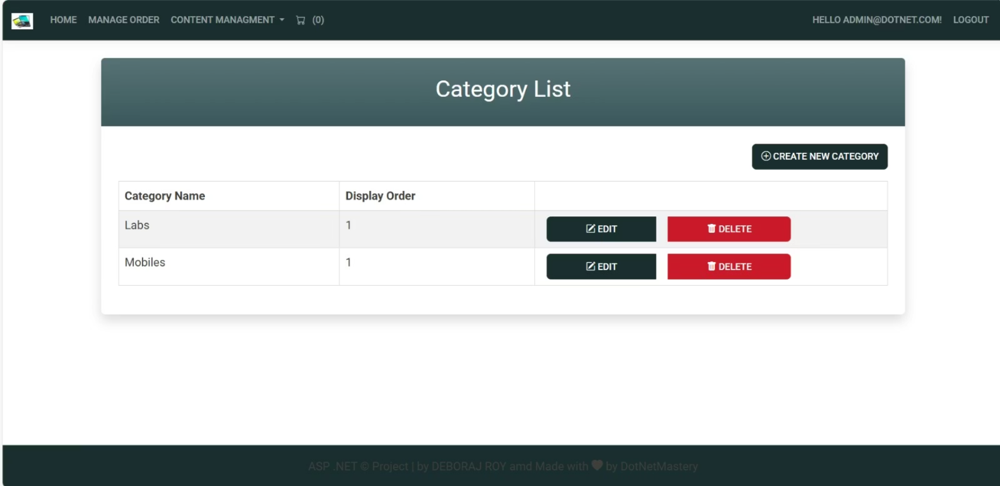 HOME MANAGE ORDER CONTENT MANAGMENT (0) HELLO ADMIN@DOTNET.COM! LOGOUT
Category List
CREATE NEW CATEGORY
Category Name Display Order
Labs 1 EDIT DELETE
Mobiles 1 EDIT DELETE
ASP .NET © Project | by DEBORAJ ROY amd Made with ❤ by DotNetMastery